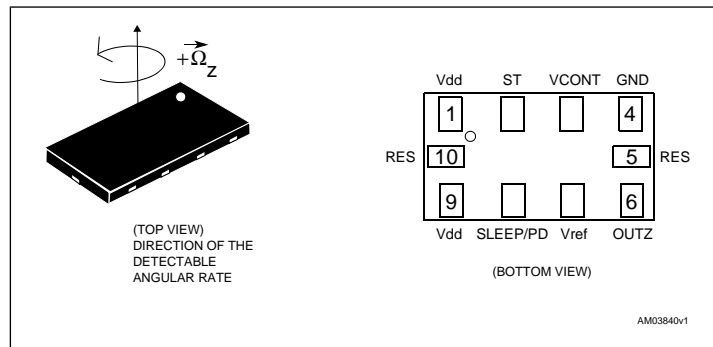 +Ω
Z
(TOP VIEW)
DIRECTION OF THE
DETECTABLE
ANGULAR RATE
Vdd ST VCONT GND
1 4
RES 10 5 RES
9 6
Vdd SLEEP/PD Vref OUTZ
(BOTTOM VIEW)
AM03840v1